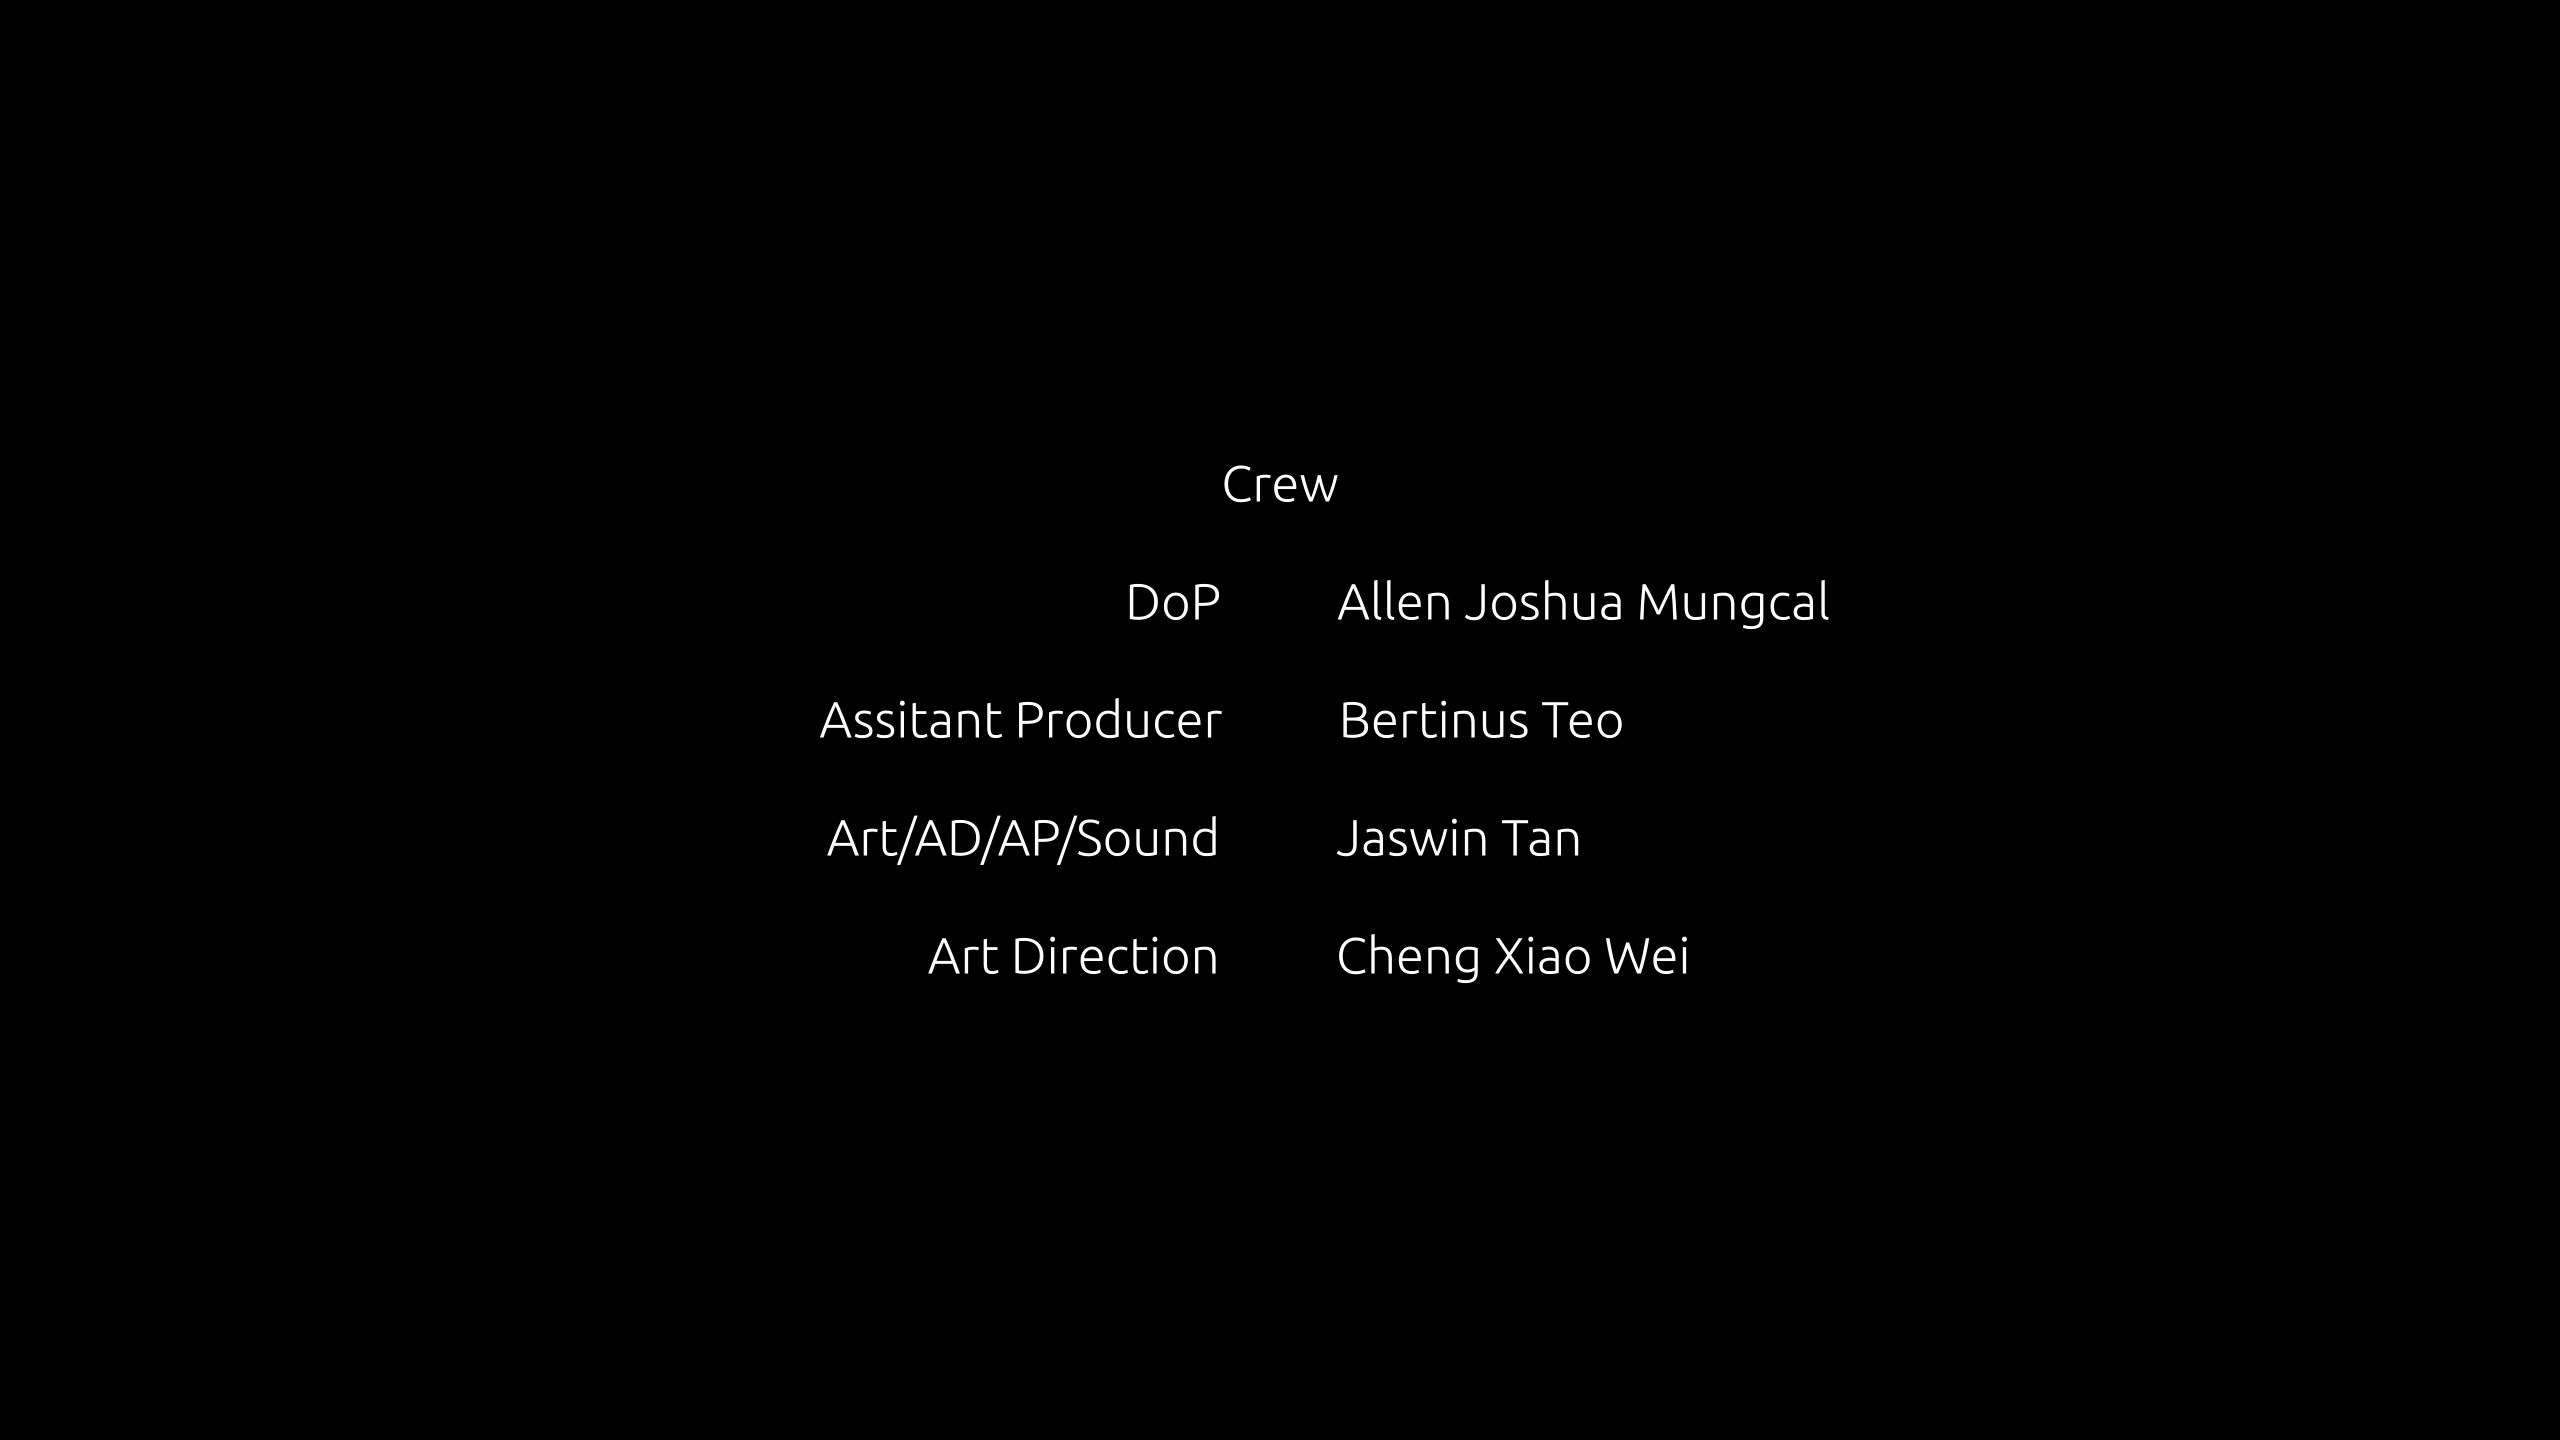 Crew
DoP Allen Joshua Mungcal
Assitant Producer Bertinus Teo
Art/AD/AP/Sound Jaswin Tan
Art Direction Cheng Xiao Wei